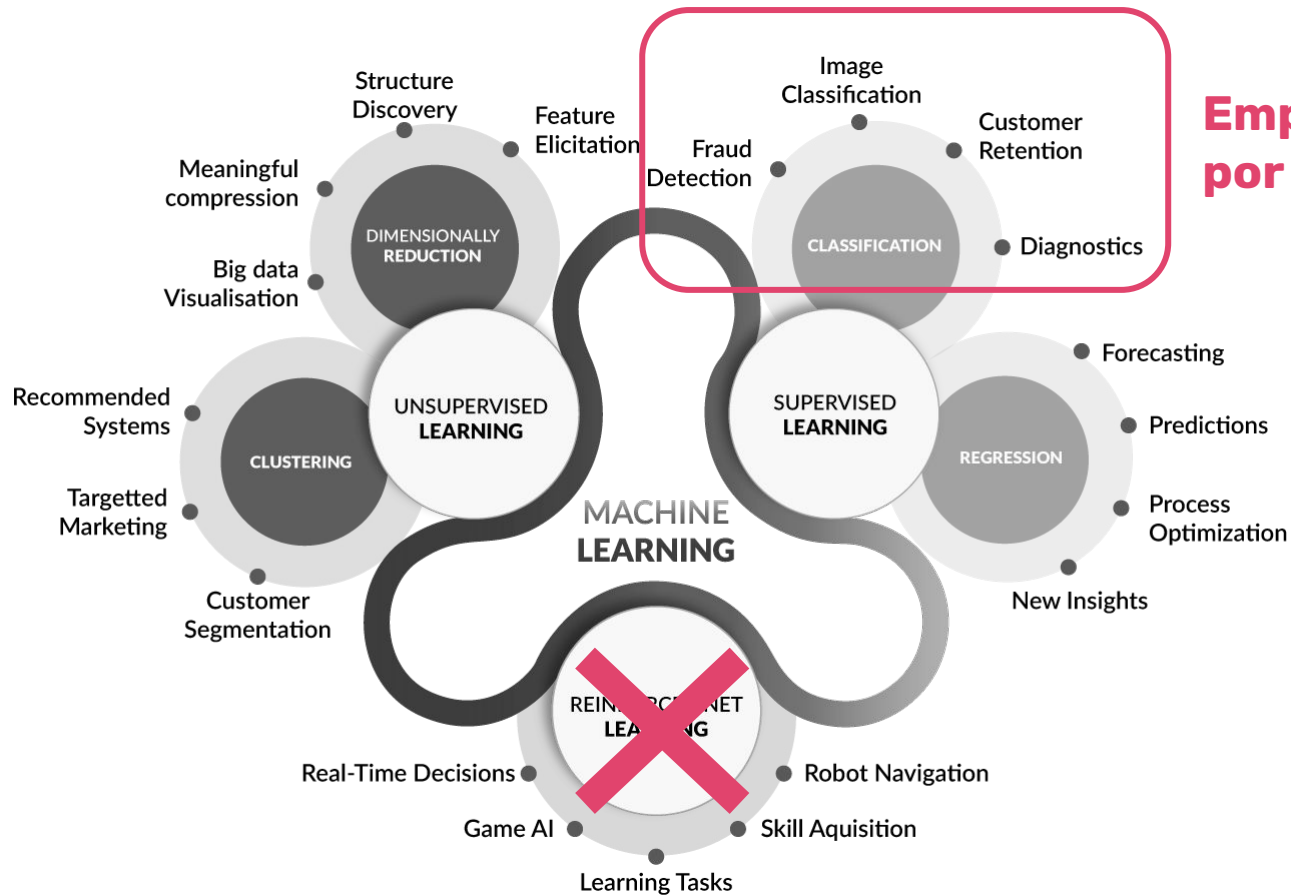 Structure
Discovery
Feature
Elicitation
Meaningful
compression
DIMENSIONALLY
REDUCTION
Big data
Visualisation
Image
Classification
Customer
Retention
Fraud
Detection
CLASSIFICATION
Diagnostics
Emp
por
Recommended
Systems
CLUSTERING
Targetted
Marketing
Customer
Segmentation
UNSUPERVISED
LEARNING
SUPERVISED
LEARNING
Forecasting
Predictions
REGRESSION
Process
Optimization
New Insights
MACHINE
LEARNING
LEARNING
Real-Time Decisions
Robot Navigation
Game AI
Skill Aquisition
Learning Tasks